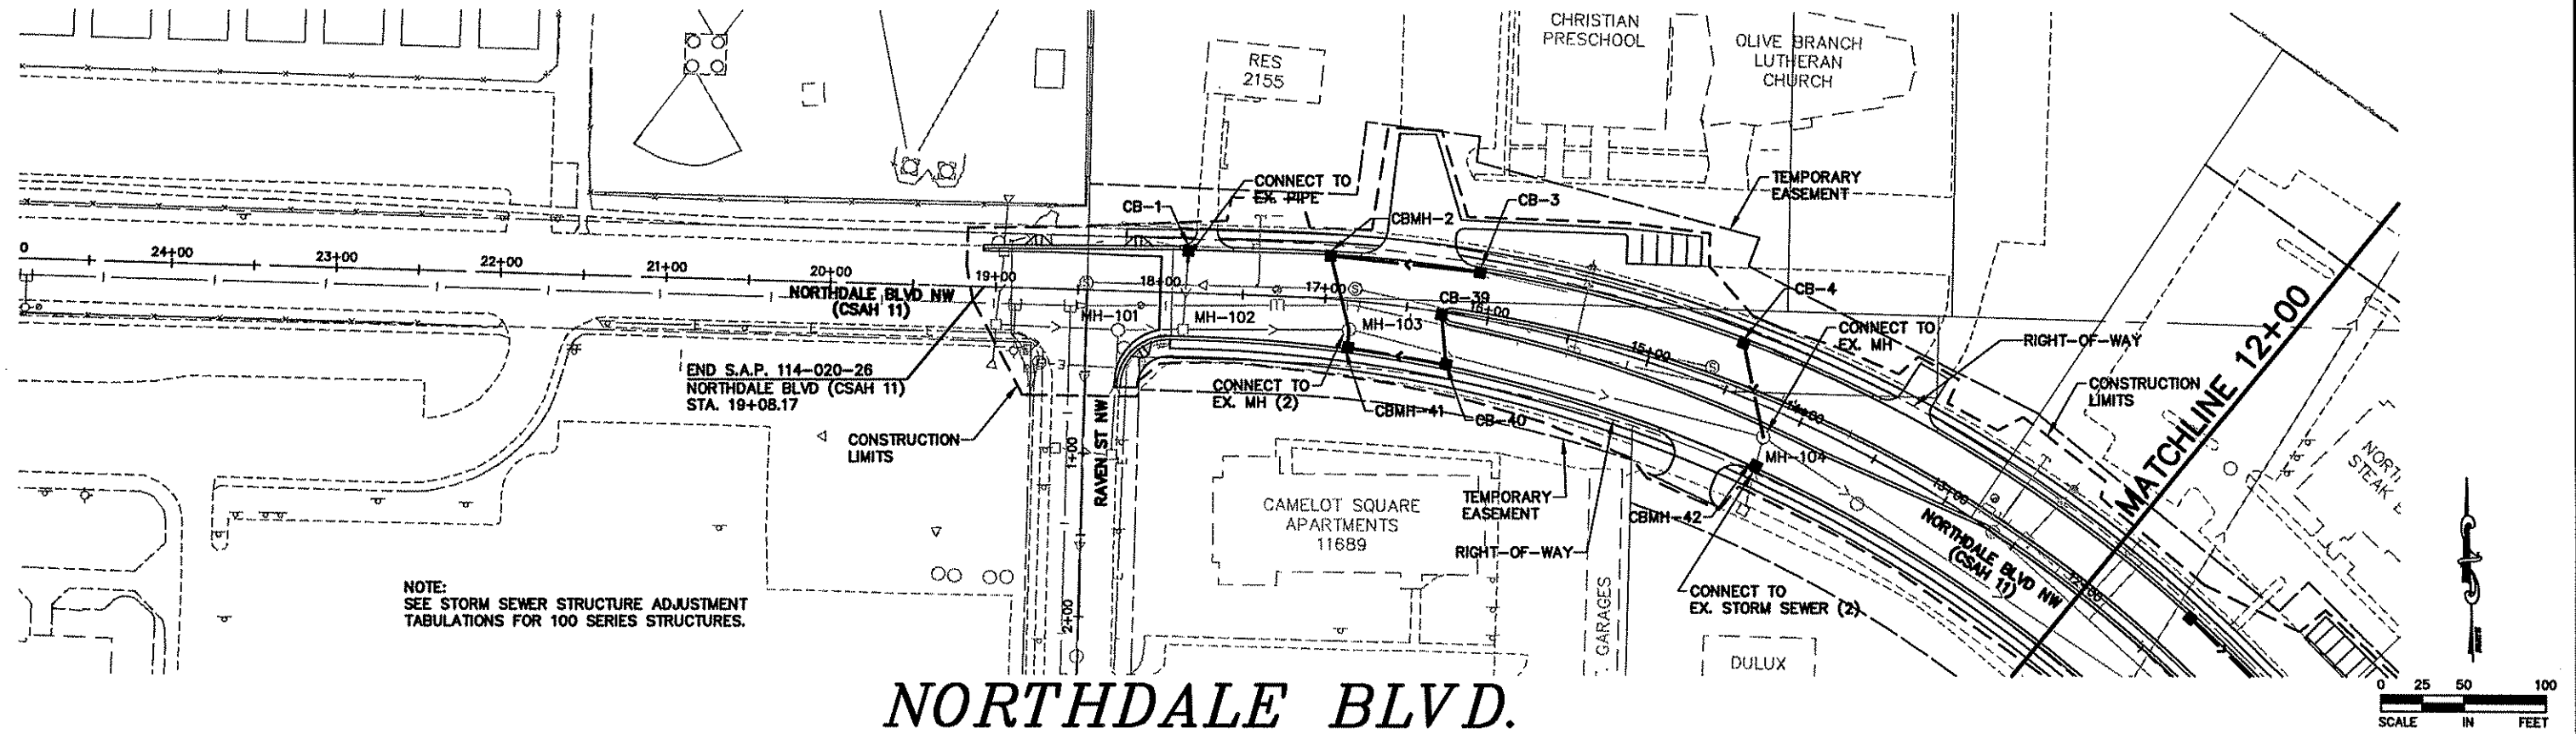 CHRISTIAN
PRESCHOOL
OLIVE BRANCH
LUTHERAN
CHURCH
RES
2155
CONNECT TO
EX. PIPE
CB-1
CBMH-2
CB-3
TEMPORARY
EASEMENT
0
24+00
23+00
22+00
21+00
20+00
19+00
18+00
17+00
16+00
15+00
14+00
13+00
12+00
NORTHDALE BLVD NW
(CSAH 11)
MH-101
MH-102
MH-103
CB-39
CB-4
CONNECT TO
EX. MH
RIGHT-OF-WAY
CONSTRUCTION
LIMITS
MATCHLINE 12+00
END S.A.P. 114-020-26
NORTHDALE BLVD (CSAH 11)
STA. 19+08.17
CONSTRUCTION
LIMITS
CONNECT TO
EX. MH (2)
CBMH-41
CB-40
MH-104
RAVEN ST NW
1+00
2+00
CAMELOT SQUARE
APARTMENTS
11689
TEMPORARY
EASEMENT
RIGHT-OF-WAY
CBMH-42
CONNECT TO
EX. STORM SEWER (2)
NORTHDALE BLVD NW
(CSAH 11)
GARAGES
DULUX
NOTE:
SEE STORM SEWER STRUCTURE ADJUSTMENT
TABULATIONS FOR 100 SERIES STRUCTURES.
NORTHDALE BLVD.
0 25 50 100
SCALE IN FEET